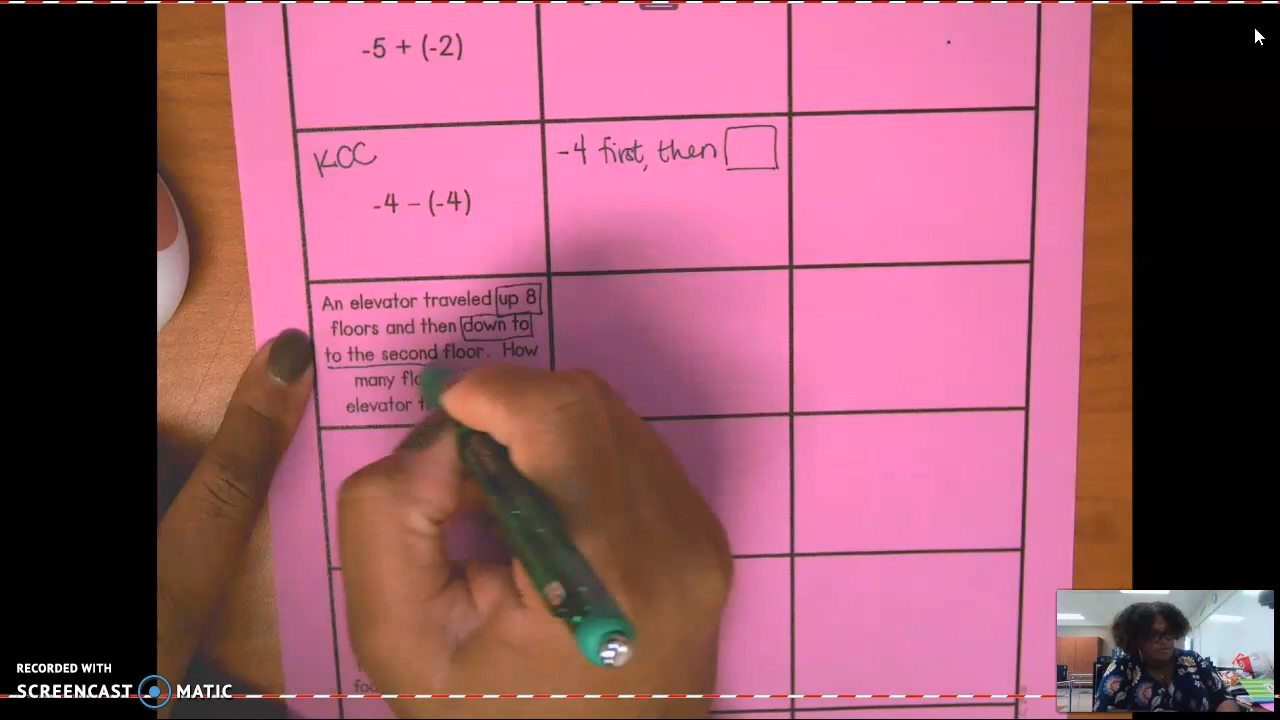 -5 + (-2)
KCC
-4 first, then
-4 – (-4)
An elevator traveled up 8
floors and then down to
to the second floor. How
many
elevator
RECORDED WITH
SCREENCAST MATIC